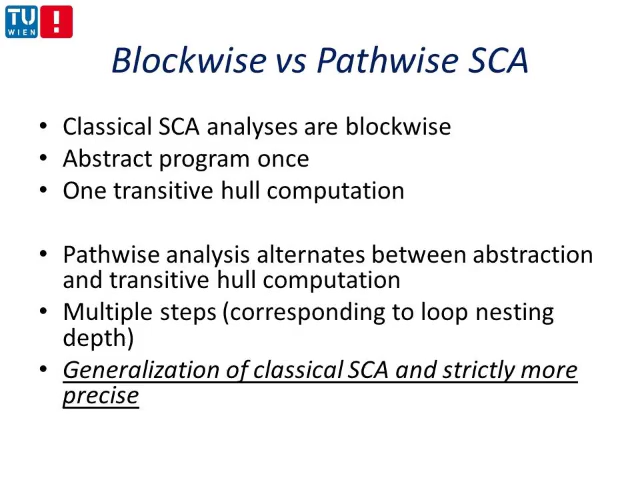 TU
WIEN
!
Blockwise vs Pathwise SCA
• Classical SCA analyses are blockwise
• Abstract program once
• One transitive hull computation
• Pathwise analysis alternates between abstraction
and transitive hull computation
• Multiple steps (corresponding to loop nesting
depth)
• Generalization of classical SCA and strictly more
precise